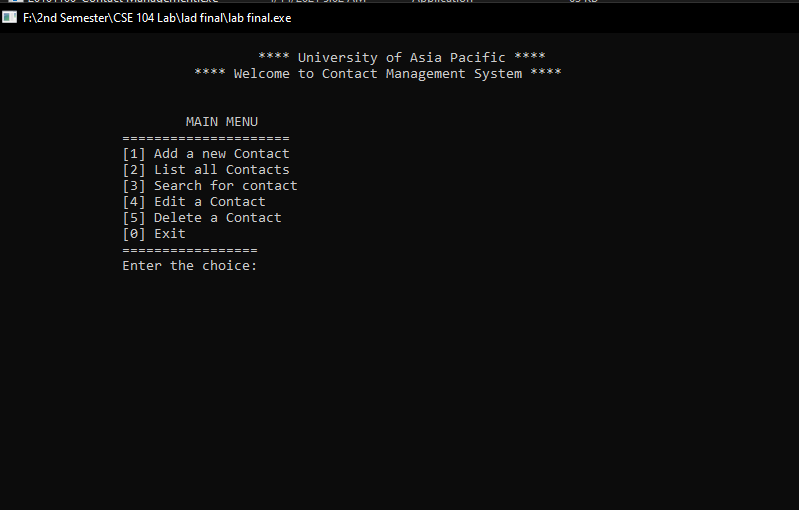 F:\2nd Semester\CSE 104 Lab\lad final\lab final.exe
**** University of Asia Pacific ****
**** Welcome to Contact Management System ****
MAIN MENU
=====================
[1] Add a new Contact
[2] List all Contacts
[3] Search for contact
[4] Edit a Contact
[5] Delete a Contact
[0] Exit
=================
Enter the choice: